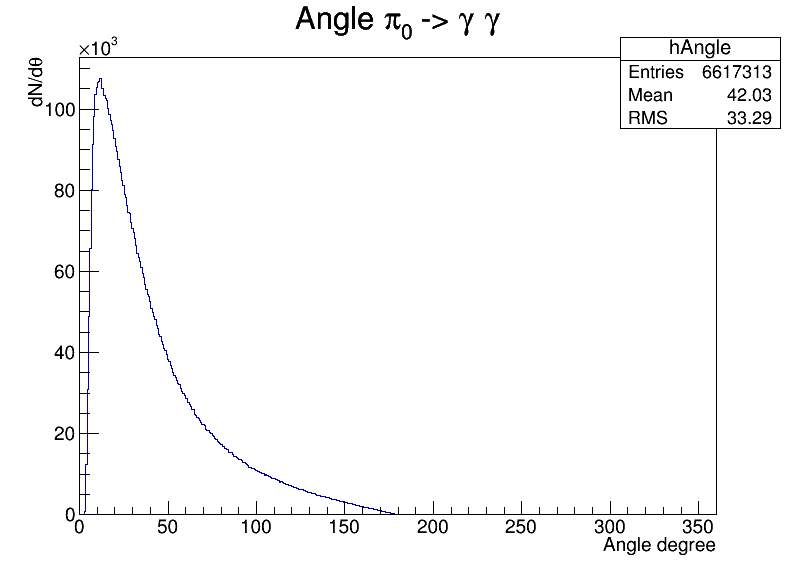 Angle π0 -> γ γ
hAngle
Entries 6617313
Mean 42.03
RMS 33.29
×10³
dN/dθ
100
80
60
40
20
0
0 50 100 150 200 250 300 350
Angle degree